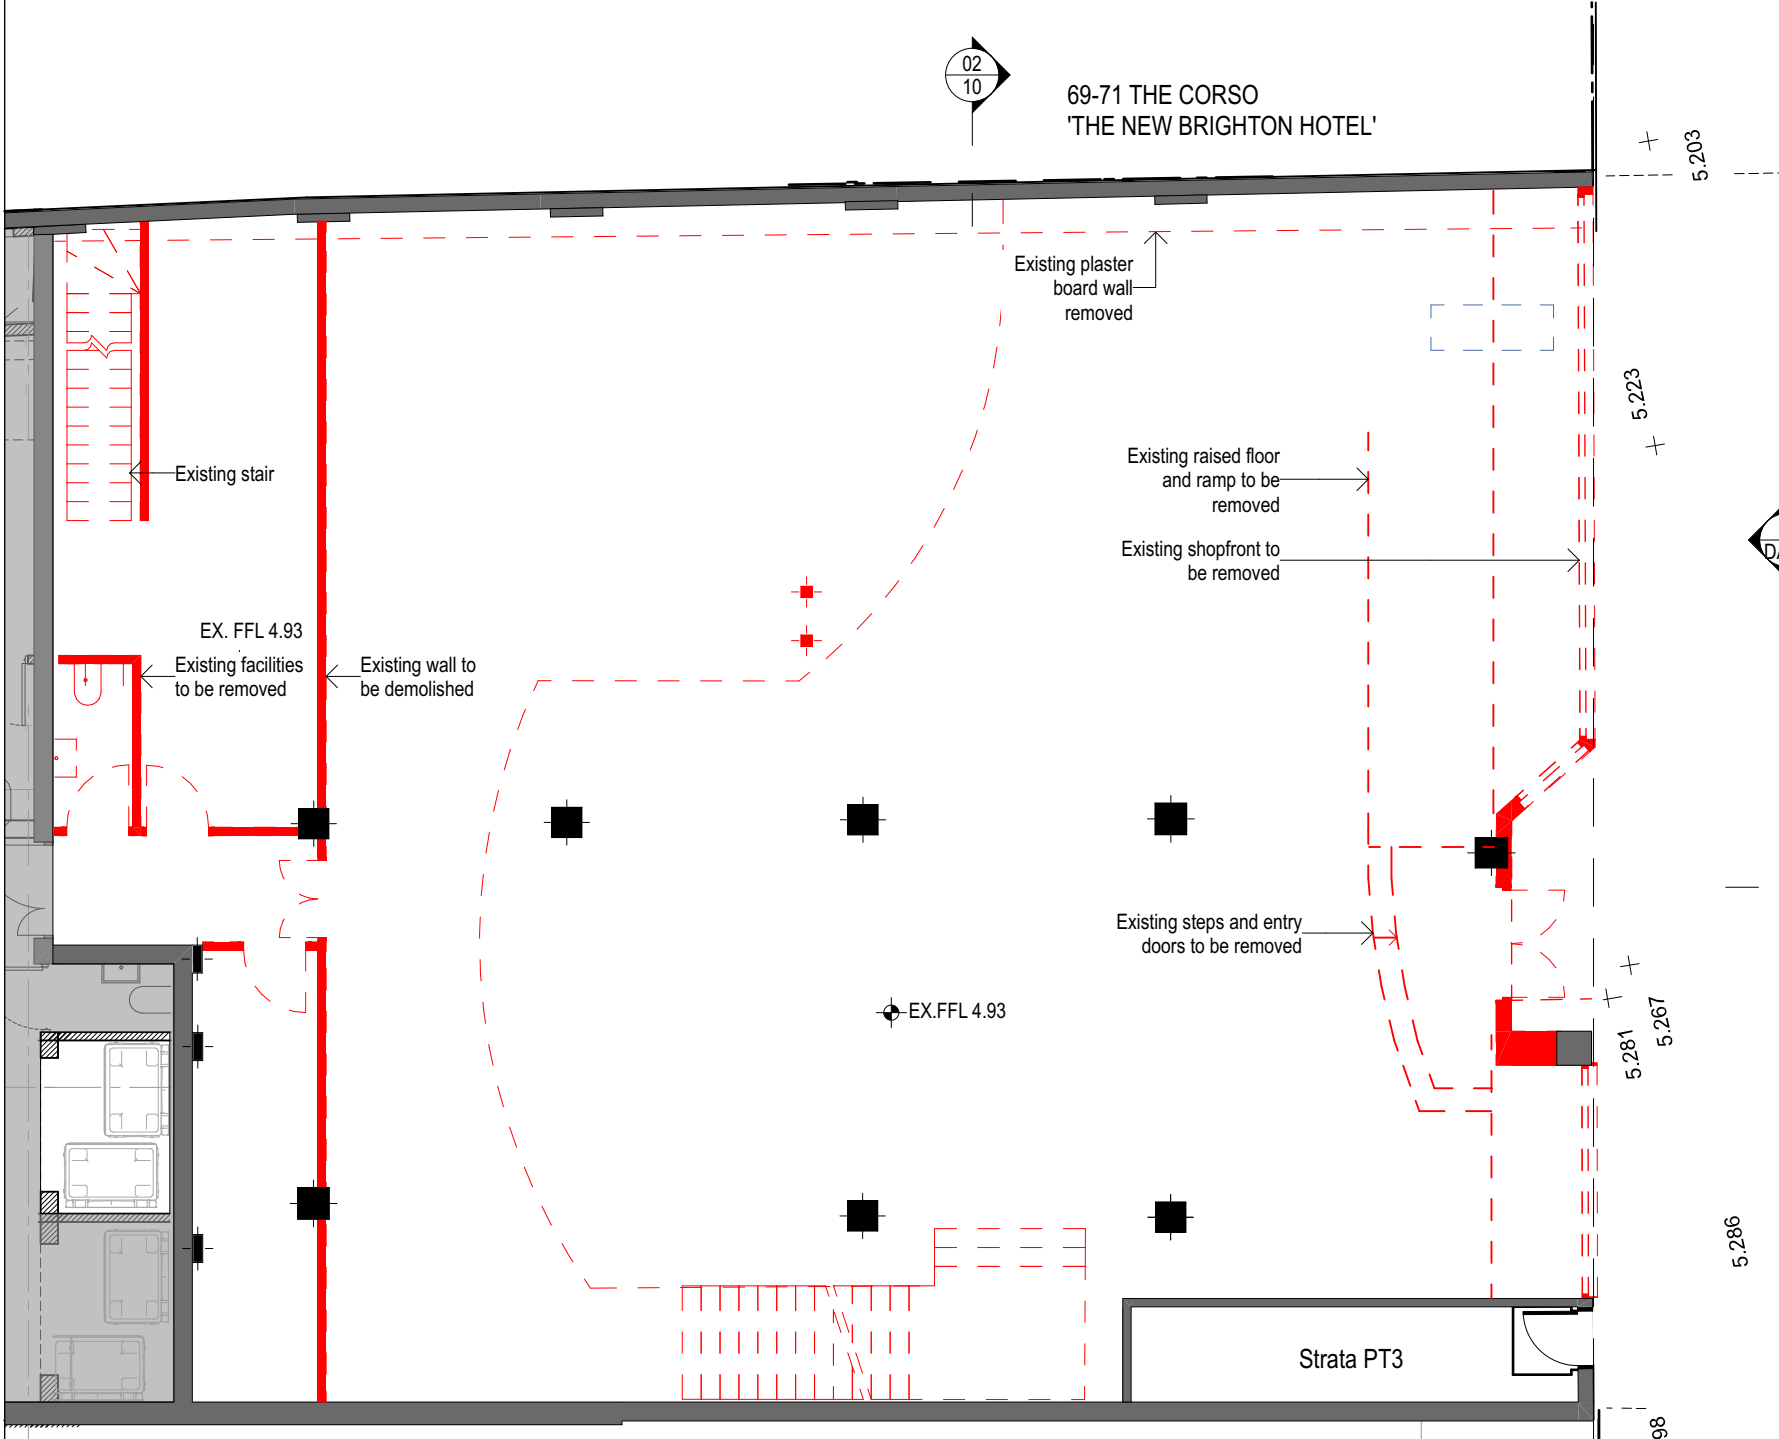 02
10
69-71 THE CORSO
'THE NEW BRIGHTON HOTEL'
5.203
Existing plaster
board wall
removed
5.223
Existing stair
Existing raised floor
and ramp to be
removed
Existing shopfront to
be removed
EX. FFL 4.93
Existing facilities
to be removed
Existing wall to
be demolished
Existing steps and entry
doors to be removed
EX.FFL 4.93
5.267
5.281
5.286
Strata PT3
98